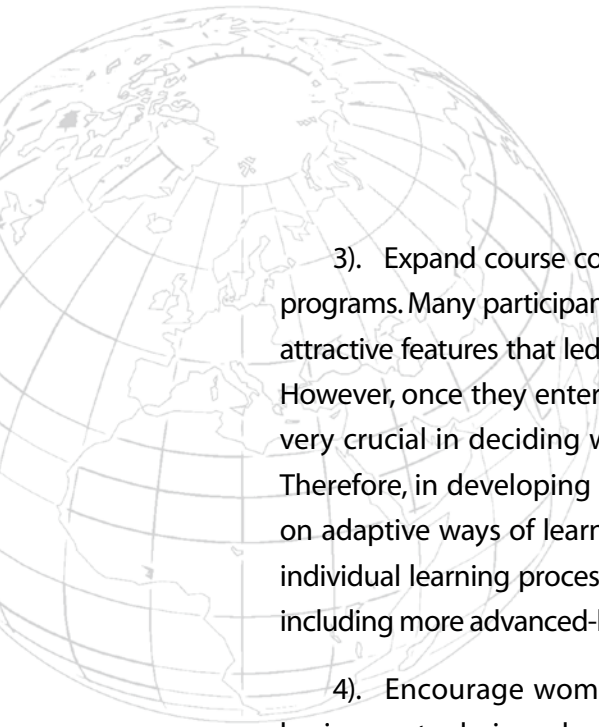 3). Expand course co
programs. Many participan
attractive features that led
However, once they enter
very crucial in deciding w
Therefore, in developing
on adaptive ways of learn
individual learning proces
including more advanced-
4). Encourage wom